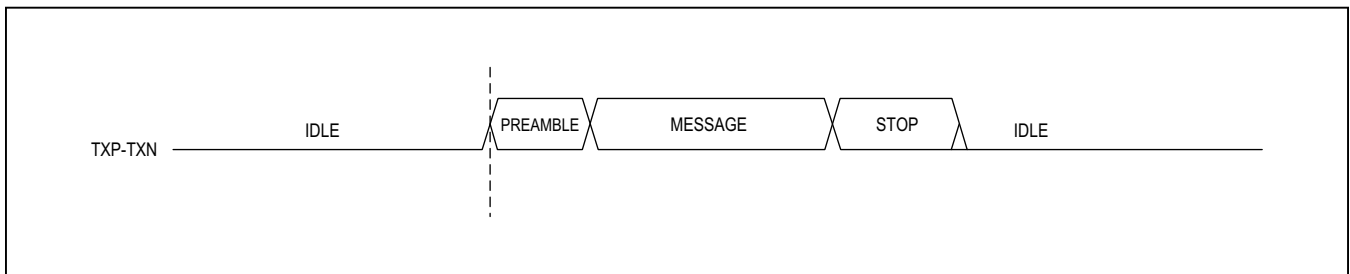 IDLE
PREAMBLE
MESSAGE
STOP
IDLE
TXP-TXN